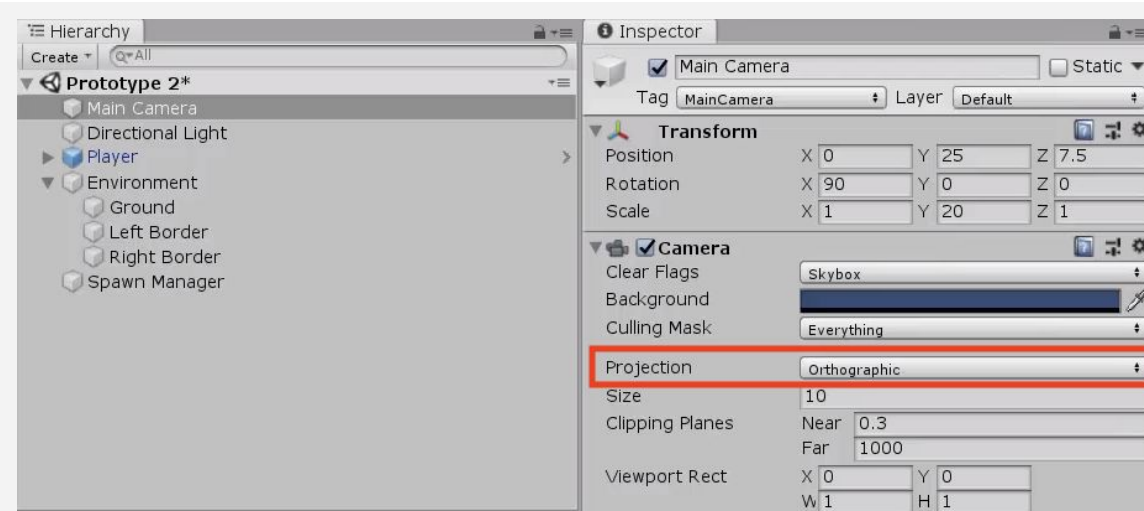 Hierarchy
Create All
Prototype 2*
Main Camera
Directional Light
Player
Environment
Ground
Left Border
Right Border
Spawn Manager
Inspector
Main Camera Static
Tag MainCamera Layer Default
Transform
Position X 0 Y 25 Z 7.5
Rotation X 90 Y 0 Z 0
Scale X 1 Y 20 Z 1
Camera
Clear Flags Skybox
Background
Culling Mask Everything
Projection Orthographic
Size 10
Clipping Planes Near 0.3
Far 1000
Viewport Rect X 0 Y 0
W 1 H 1